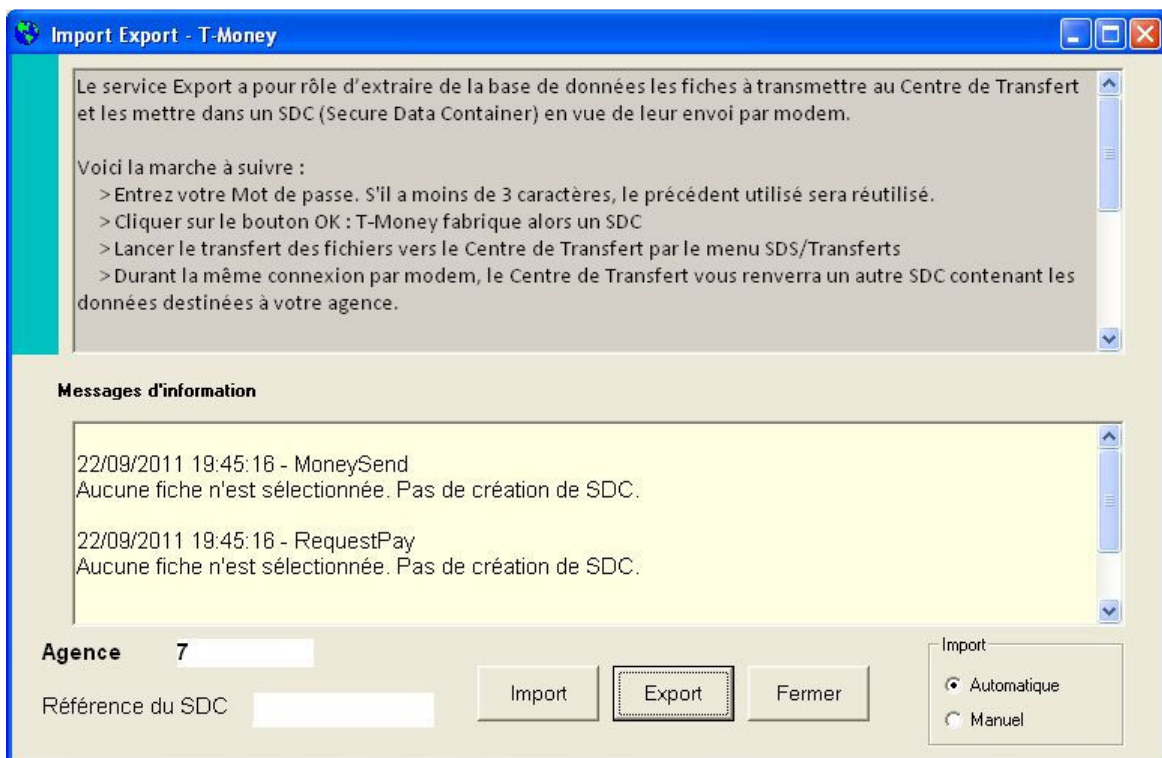 Import Export - T-Money
Le service Export a pour rôle d’extraire de la base de données les fiches à transmettre au Centre de Transfert
et les mettre dans un SDC (Secure Data Container) en vue de leur envoi par modem.
Voici la marche à suivre :
> Entrez votre Mot de passe. S'il a moins de 3 caractères, le précédent utilisé sera réutilisé.
> Cliquer sur le bouton OK : T-Money fabrique alors un SDC
> Lancer le transfert des fichiers vers le Centre de Transfert par le menu SDS/Transferts
> Durant la même connexion par modem, le Centre de Transfert vous renverra un autre SDC contenant les
données destinées à votre agence.
Messages d'information
22/09/2011 19:45:16 - MoneySend
Aucune fiche n'est sélectionnée. Pas de création de SDC.
22/09/2011 19:45:16 - RequestPay
Aucune fiche n'est sélectionnée. Pas de création de SDC.
Agence 7
Référence du SDC
Import
Export
Fermer
Import
Automatique
Manuel